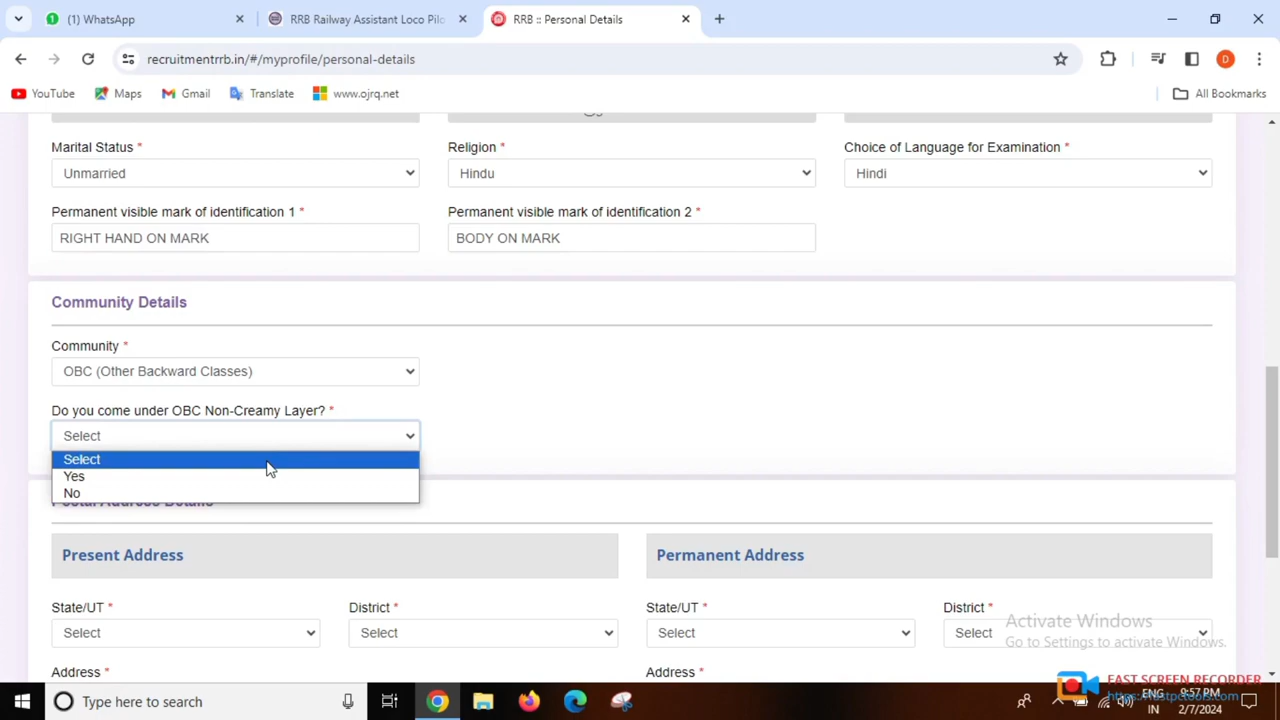 WhatsApp
RRB Railway Assistant Loco Pilo
RRB :: Personal Details
recruitmentrrb.in/#/myprofile/personal-details
D
YouTube
Maps
Gmail
Translate
www.ojrq.net
All Bookmarks
Marital Status *
Religion *
Choice of Language for Examination *
Unmarried
Hindu
Hindi
Permanent visible mark of identification 1 *
Permanent visible mark of identification 2 *
RIGHT HAND ON MARK
BODY ON MARK
Community Details
Community *
OBC (Other Backward Classes)
Do you come under OBC Non-Creamy Layer? *
Select
Select
Yes
No
Present Address
Permanent Address
State/UT *
District *
State/UT *
District *
Select
Select
Select
Select
Activate Windows
Go to Settings to activate Windows.
Address *
Address *
FAST SCREEN RECORDER
Type here to search
ENG
IN
9:57 PM
2/7/2024